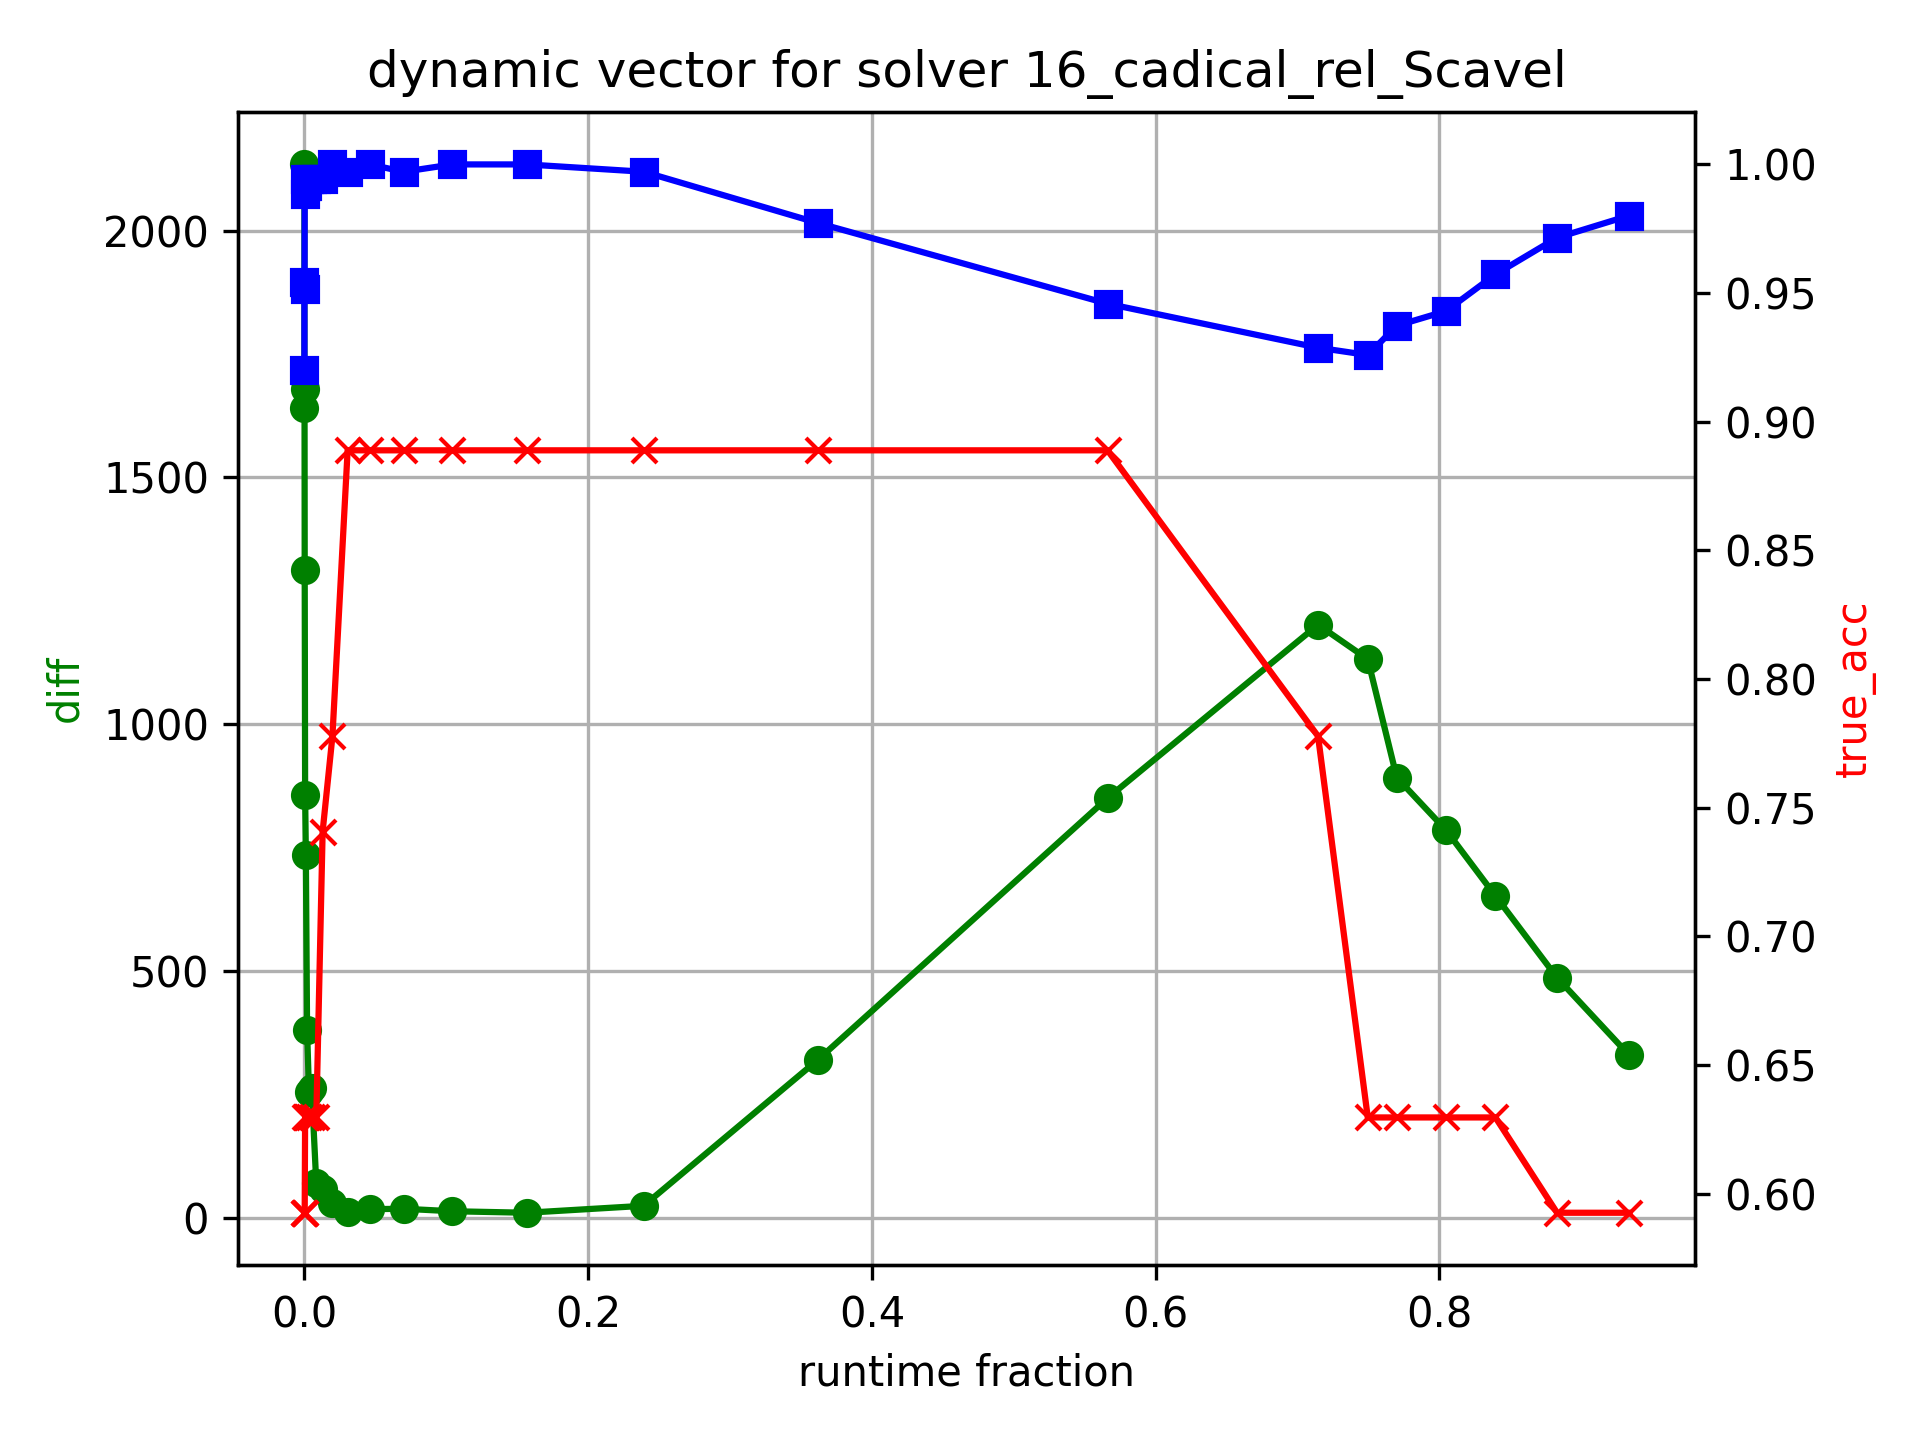 dynamic vector for solver 16_cadical_rel_Scavel
2000
1500
1000
500
0
diff
1.00
0.95
0.90
0.85
0.80
0.75
0.70
0.65
0.60
true_acc
0.0 0.2 0.4 0.6 0.8
runtime fraction